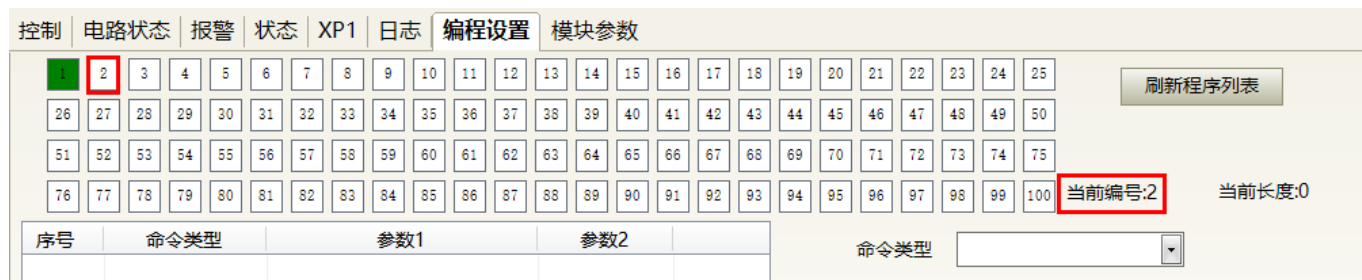 控制 电路状态 报警 状态 XP1 日志 编程设置 模块参数
1 2 3 4 5 6 7 8 9 10 11 12 13 14 15 16 17 18 19 20 21 22 23 24 25 刷新程序列表
26 27 28 29 30 31 32 33 34 35 36 37 38 39 40 41 42 43 44 45 46 47 48 49 50
51 52 53 54 55 56 57 58 59 60 61 62 63 64 65 66 67 68 69 70 71 72 73 74 75
76 77 78 79 80 81 82 83 84 85 86 87 88 89 90 91 92 93 94 95 96 97 98 99 100 当前编号:2 当前长度:0
序号 命令类型 参数1 参数2 命令类型